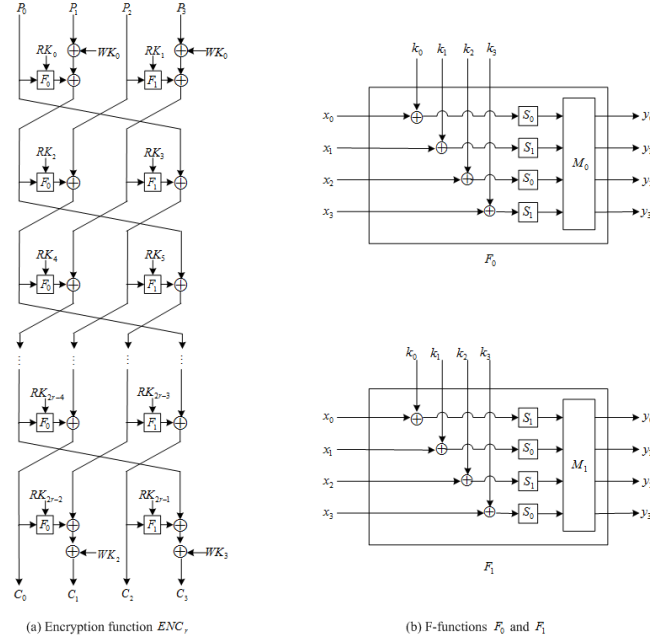 P₀ P₁ P₂ P₃
RK₀ WK₀ RK₁ WK₀
F₀ F₁
RK₂ RK₃
F₀ F₁
RK₄ RK₅
F₀ F₁
RK₂ᵣ₋₄ RK₂ᵣ₋₃
F₀ F₁
RK₂ᵣ₋₂ RK₂ᵣ₋₁
F₀ F₁
WK₂ WK₃
C₀ C₁ C₂ C₃
(a) Encryption function ENCᵣ
k₀ k₁ k₂ k₃
x₀ S₀
x₁ S₁
M₀
x₂ S₀
x₃ S₁ y₃
F₀
k₀ k₁ k₂ k₃
x₀ S₁
x₁ S₀
M₁
x₂ S₁
x₃ S₀ y₃
F₁
(b) F-functions F₀ and F₁